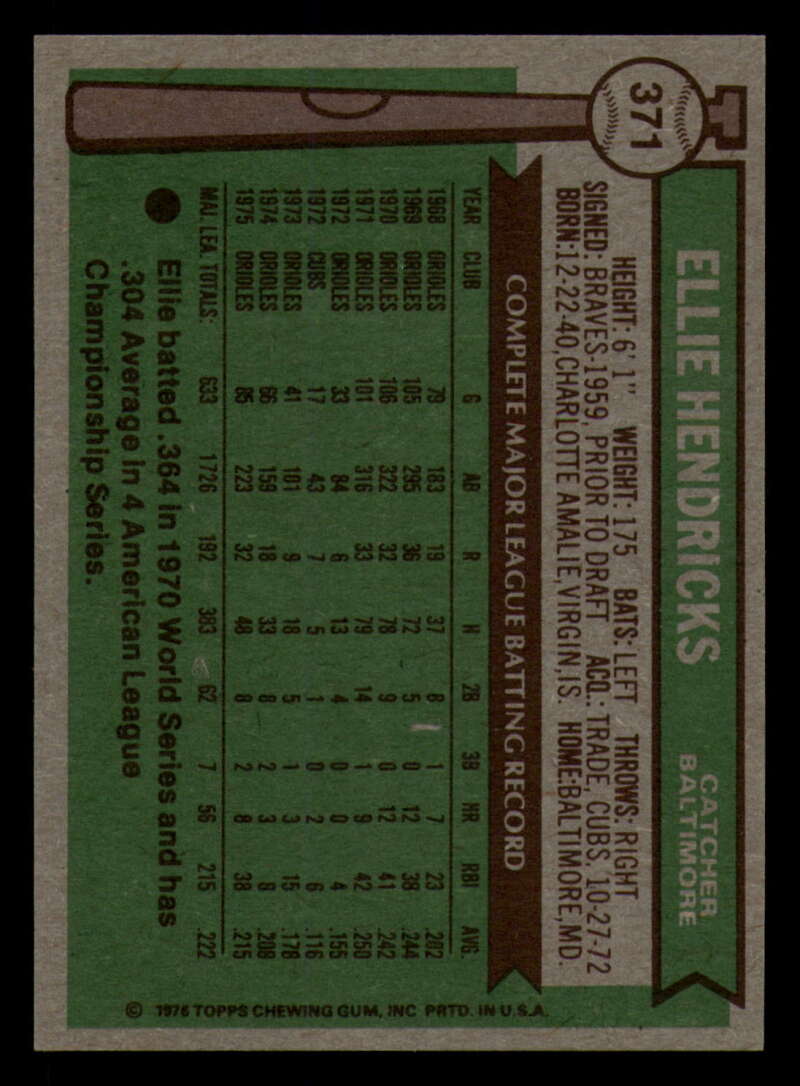 371
ELLIE HENDRICKS
CATCHER
BALTIMORE
HEIGHT: 6' 1" WEIGHT: 175 BATS: LEFT THROWS: RIGHT
SIGNED: BRAVES-1959, PRIOR TO DRAFT ACQ.: TRADE, CUBS, 10-27-72
BORN: 12-22-40, CHARLOTTE AMALIE, VIRGIN, IS. HOME: BALTIMORE, MD.
COMPLETE MAJOR LEAGUE BATTING RECORD
YEAR CLUB G AB R H 2B 3B HR RBI AVG.
1968 ORIOLES 79 183 19 37 8 1 7 23 .202
1969 ORIOLES 105 295 36 72 5 0 12 38 .244
1970 ORIOLES 106 322 32 78 9 0 12 41 .242
1971 ORIOLES 101 316 33 79 14 1 9 42 .250
1972 ORIOLES 33 84 6 13 4 0 0 4 .155
1972 CUBS 17 43 7 5 1 0 2 6 .116
1973 ORIOLES 41 101 9 18 5 1 3 15 .178
1974 ORIOLES 66 159 18 33 8 2 3 8 .208
1975 ORIOLES 85 223 32 48 8 2 8 38 .215
MAJ. LEA. TOTALS: 633 1726 192 383 62 7 56 215 .222
Ellie batted .364 in 1970 World Series and has
.304 Average in 4 American League
Championship Series.
© 1976 TOPPS CHEWING GUM, INC PRTD. IN U.S.A.